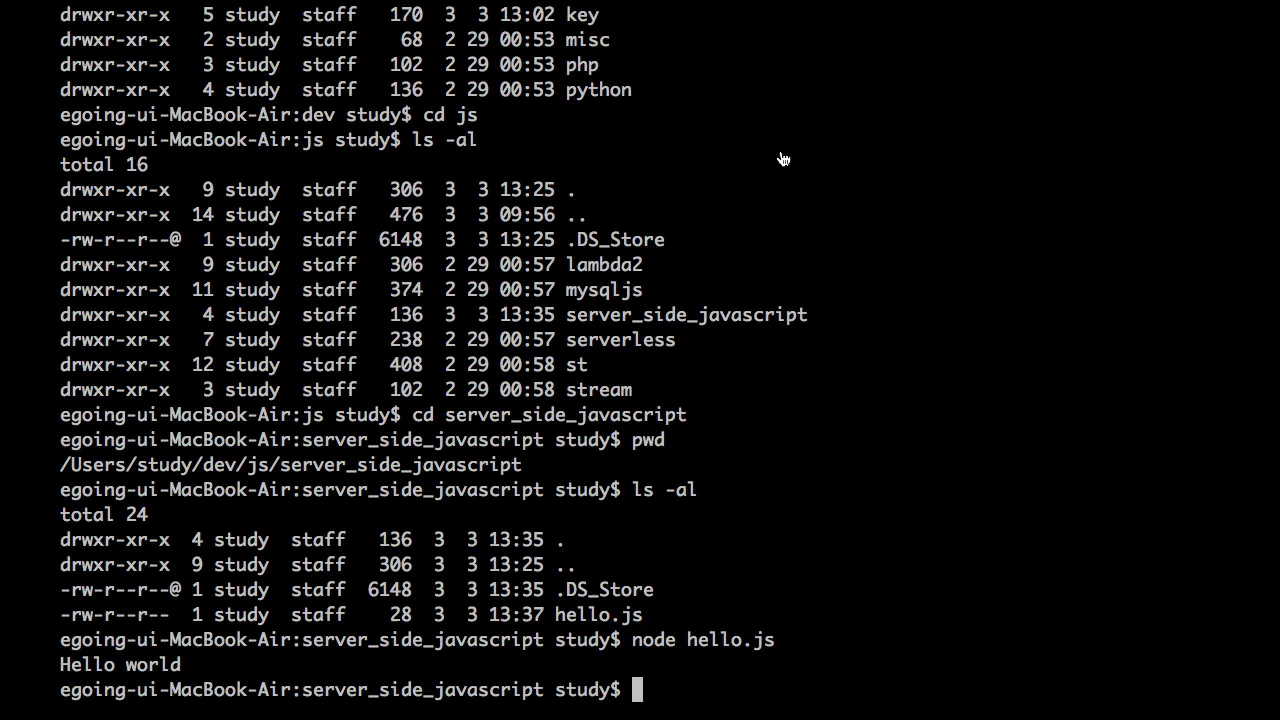 drwxr-xr-x   5 study  staff   170  3  3 13:02 key
drwxr-xr-x   2 study  staff    68  2 29 00:53 misc
drwxr-xr-x   3 study  staff   102  2 29 00:53 php
drwxr-xr-x   4 study  staff   136  2 29 00:53 python
egoing-ui-MacBook-Air:dev study$ cd js
egoing-ui-MacBook-Air:js study$ ls -al
total 16
drwxr-xr-x   9 study  staff   306  3  3 13:25 .
drwxr-xr-x  14 study  staff   476  3  3 09:56 ..
-rw-r--r--@  1 study  staff  6148  3  3 13:25 .DS_Store
drwxr-xr-x   9 study  staff   306  2 29 00:57 lambda2
drwxr-xr-x  11 study  staff   374  2 29 00:57 mysqljs
drwxr-xr-x   4 study  staff   136  3  3 13:35 server_side_javascript
drwxr-xr-x   7 study  staff   238  2 29 00:57 serverless
drwxr-xr-x  12 study  staff   408  2 29 00:58 st
drwxr-xr-x   3 study  staff   102  2 29 00:58 stream
egoing-ui-MacBook-Air:js study$ cd server_side_javascript
egoing-ui-MacBook-Air:server_side_javascript study$ pwd
/Users/study/dev/js/server_side_javascript
egoing-ui-MacBook-Air:server_side_javascript study$ ls -al
total 24
drwxr-xr-x  4 study  staff   136  3  3 13:35 .
drwxr-xr-x  9 study  staff   306  3  3 13:25 ..
-rw-r--r--@ 1 study  staff  6148  3  3 13:35 .DS_Store
-rw-r--r--  1 study  staff    28  3  3 13:37 hello.js
egoing-ui-MacBook-Air:server_side_javascript study$ node hello.js
Hello world
egoing-ui-MacBook-Air:server_side_javascript study$